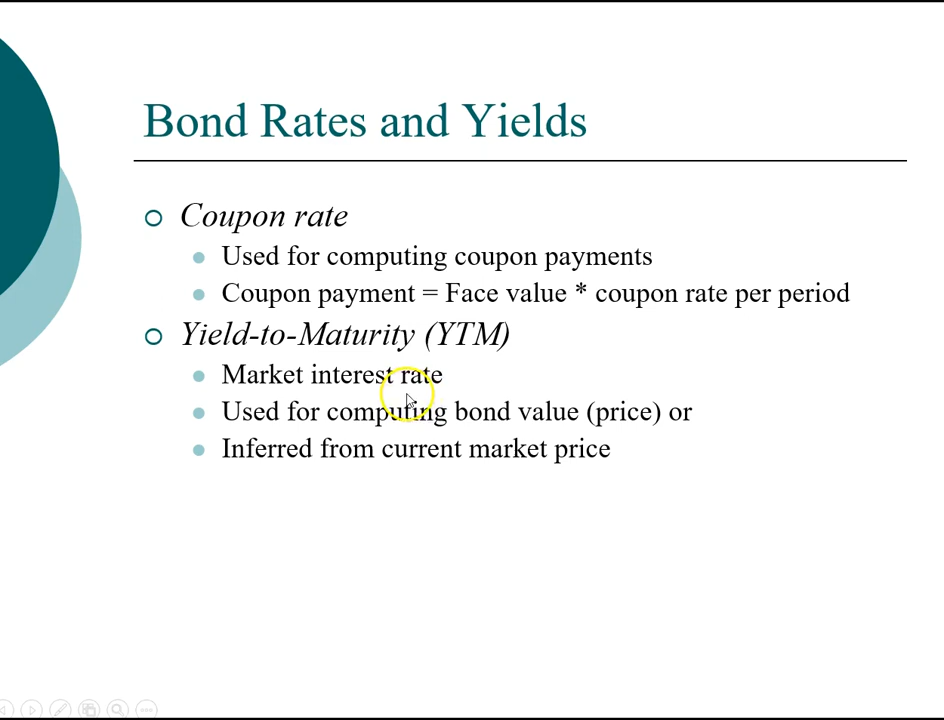 Bond Rates and Yields
Coupon rate
Used for computing coupon payments
Coupon payment = Face value * coupon rate per period
Yield-to-Maturity (YTM)
Market interest rate
Used for computing bond value (price) or
Inferred from current market price